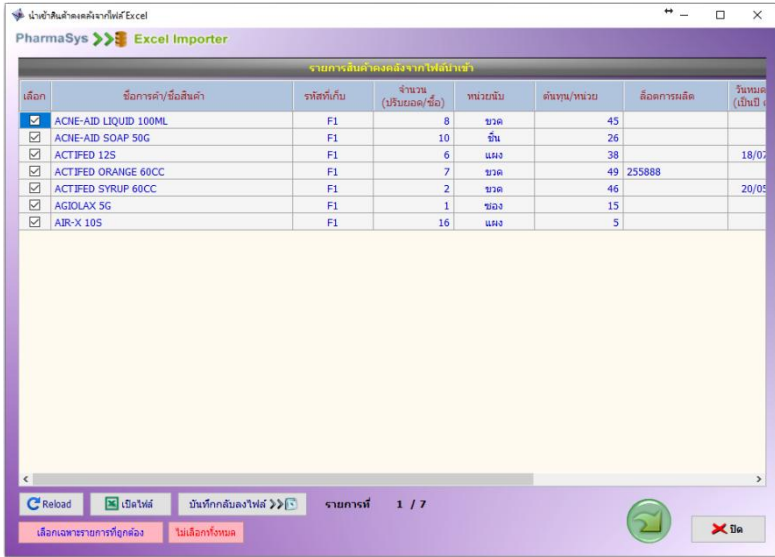 นำเข้าสินค้าคงคลังจากไฟล์ Excel
PharmaSys Excel Importer
รายการสินค้าคงคลังจากไฟล์นำเข้า
เลือก ชื่อการค้า/ชื่อสินค้า รหัสที่เก็บ จำนวน (ปรับยอด/ซื้อ) หน่วยนับ ต้นทุน/หน่วย ล็อตการผลิต วันหมด (เป็นปี
ACNE-AID LIQUID 100ML F1 8 ขวด 45
ACNE-AID SOAP 50G F1 10 ชิ้น 26
ACTIFED 12S F1 6 แผง 38 18/07
ACTIFED ORANGE 60CC F1 7 ขวด 49 255888
ACTIFED SYRUP 60CC F1 2 ขวด 46 20/05
AGIOLAX 5G F1 1 ซอง 15
AIR-X 10S F1 16 แผง 5
Reload เปิดไฟล์ บันทึกกลับลงไฟล์ >> รายการที่ 1 / 7
เลือกเฉพาะรายการที่ถูกต้อง ไม่เลือกทั้งหมด ปิด